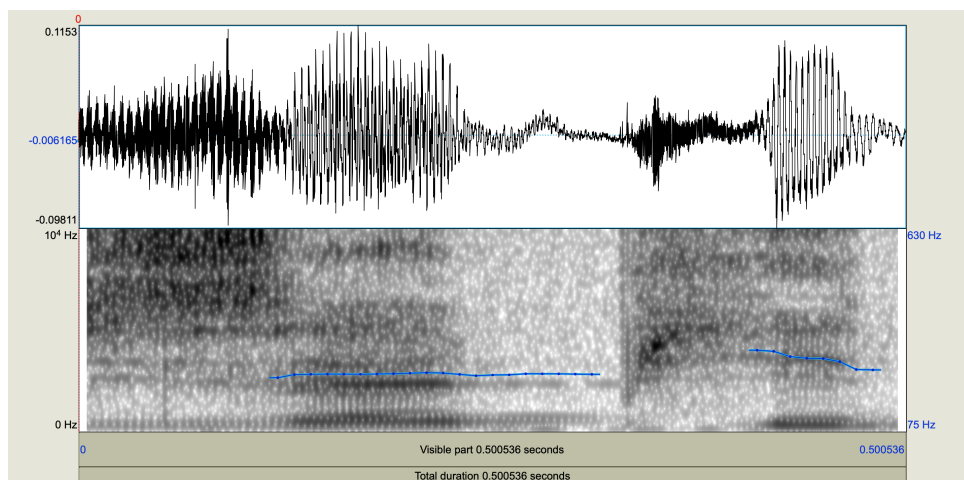 0
0.1153
-0.006165
-0.09811
10⁴ Hz
630 Hz
0 Hz
75 Hz
0 Visible part 0.500536 seconds 0.500536
Total duration 0.500536 seconds